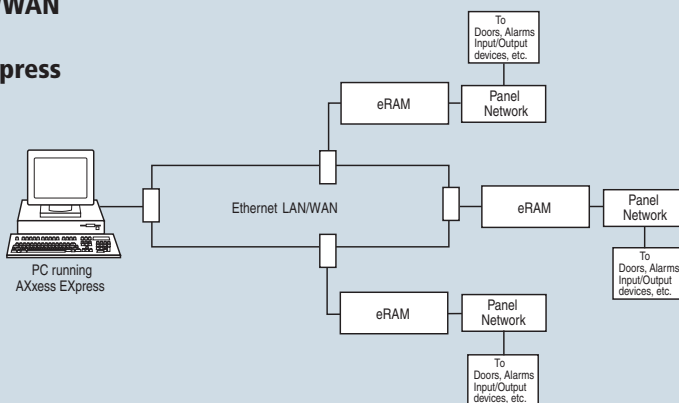 /WAN
press
To
Doors, Alarms
Input/Output
devices, etc.
eRAM
Panel
Network
Ethernet LAN/WAN
eRAM
Panel
Network
PC running
AXxess EXpress
To
Doors, Alarms
Input/Output
devices, etc.
eRAM
Panel
Network
To
Doors, Alarms
Input/Output
devices, etc.